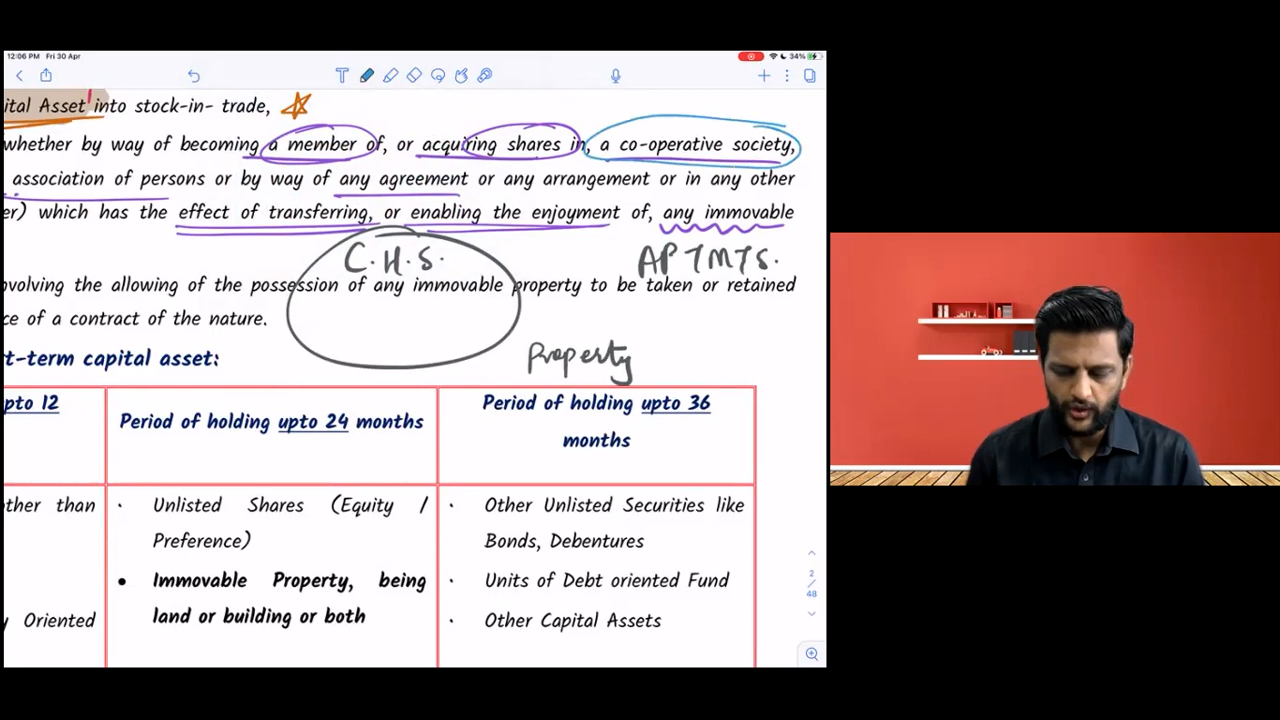 12:06 PM Fri 30 Apr
34%
ital Asset into stock-in- trade,
whether by way of becoming a member of, or acquiring shares in, a co-operative society,
association of persons or by way of any agreement or any arrangement or in any other
er) which has the effect of transferring, or enabling the enjoyment of, any immovable
C.H.S. APTMTS.
nvolving the allowing of the possession of any immovable property to be taken or retained
ce of a contract of the nature.
t-term capital asset:
Property
pto 12
Period of holding upto 24 months
Period of holding upto 36
months
other than
· Unlisted Shares (Equity /
Preference)
• Immovable Property, being
land or building or both
y Oriented
· Other Unlisted Securities like
Bonds, Debentures
· Units of Debt oriented Fund
· Other Capital Assets
2
/
48